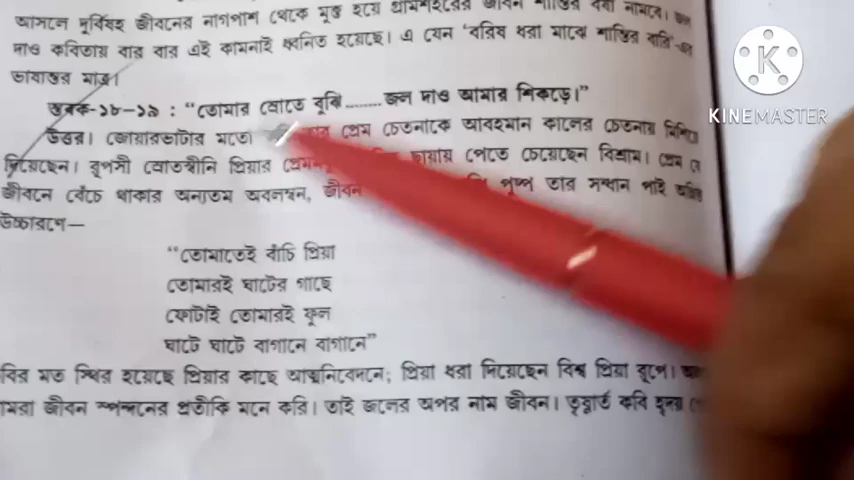 আসলে দুর্বিষহ জীবনের নাগপাশ থেকে মুক্ত হয়ে গ্রামশহরের জীবন শান্তির বর্ষা নামবে।
দাও কবিতায় বার বার এই কামনাই ধ্বনিত হয়েছে। এ যেন ‘বরিষ ধরা মাঝে শান্তির বারি’-এর
ভাষান্তর মাত্র।
স্তবক-১৮-১৯ : “তোমার স্রোতে বুঝি........জল দাও আমার শিকড়ে।”
উত্তর। জোয়ারভাটার মতো প্রেম চেতনাকে আবহমান কালের চেতনায় মিশিয়ে
দিয়েছেন। রূপসী স্রোতস্বীনি প্রিয়ার ছায়ায় পেতে চেয়েছেন বিশ্রাম। প্রেম যে
জীবনে বেঁচে থাকার অন্যতম অবলম্বন, জীবন পুষ্প তার সন্ধান পাই
উচ্চারণে—
“তোমাতেই বাঁচি প্রিয়া
তোমারই ঘাটের গাছে
ফোটাই তোমারই ফুল
ঘাটে ঘাটে বাগানে বাগানে”
বির মত স্থির হয়েছে প্রিয়ার কাছে আত্মনিবেদনে; প্রিয়া ধরা দিয়েছেন বিশ্ব প্রিয়া রূপে।
মরা জীবন স্পন্দনের প্রতীকি মনে করি। তাই জলের অপর নাম জীবন। তৃষ্ণার্ত কবি হৃদয়
KINEMASTER